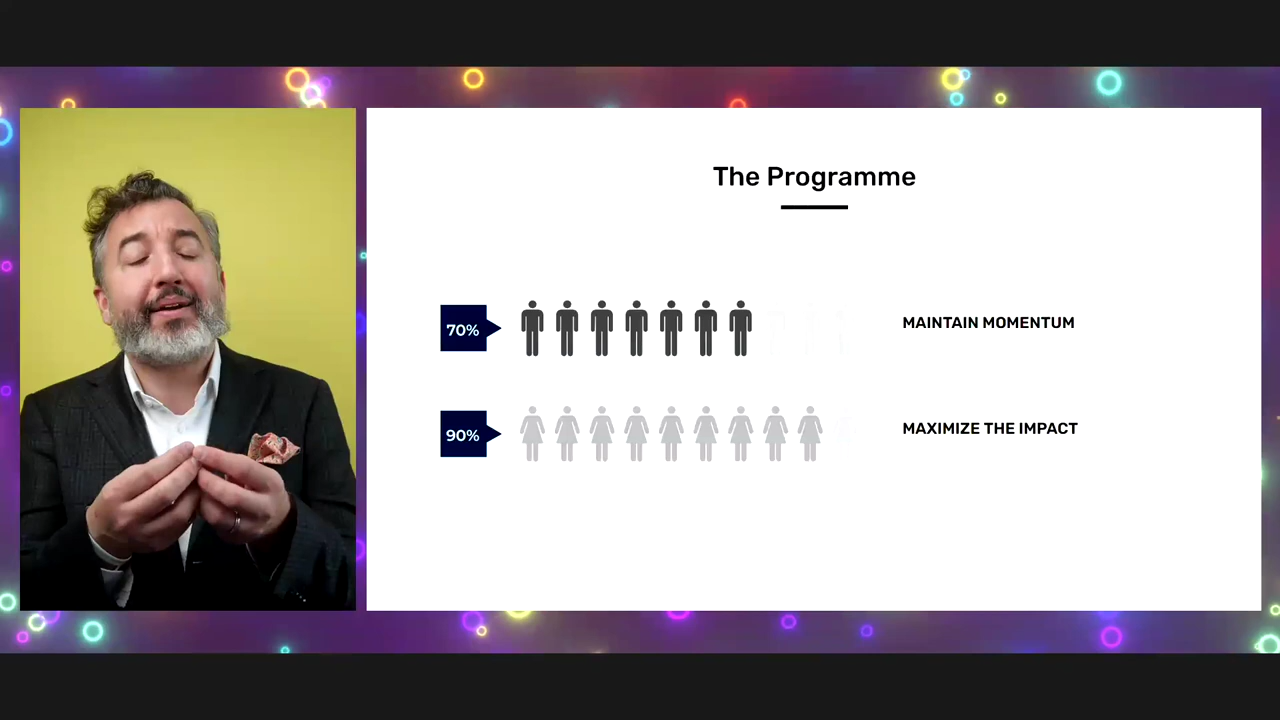 The Programme
70%
MAINTAIN MOMENTUM
90%
MAXIMIZE THE IMPACT